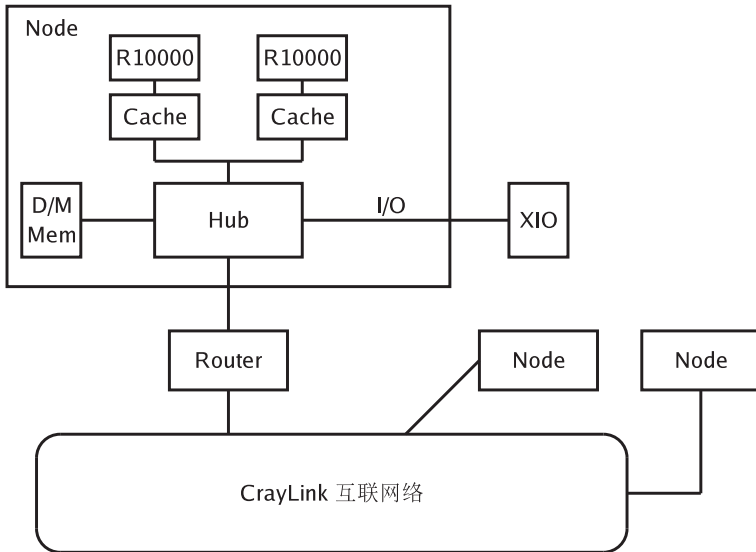 Node
R10000
R10000
Cache
Cache
D/M
Mem
Hub
I/O
XIO
Router
Node
Node
CrayLink 互联网络